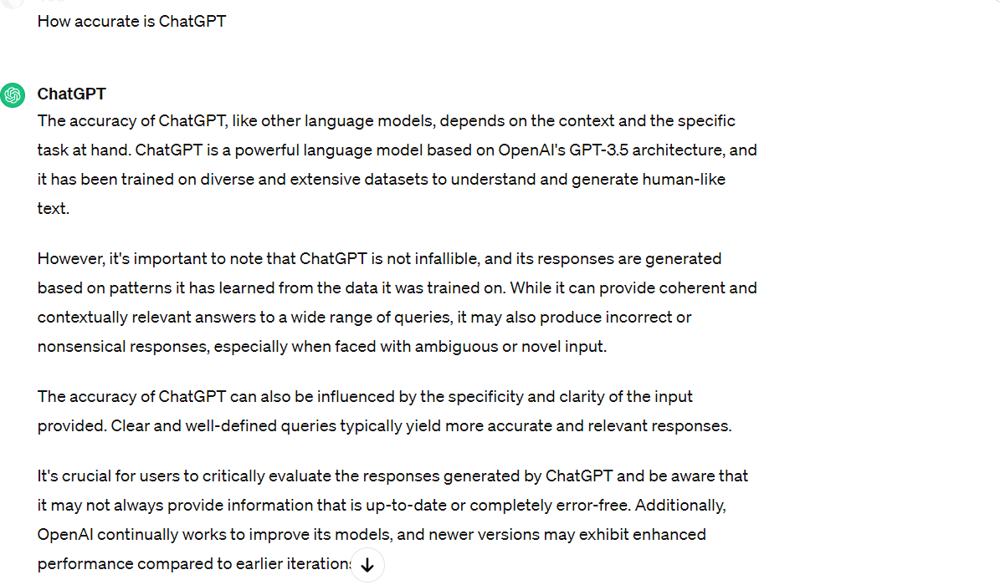 How accurate is ChatGPT
ChatGPT
The accuracy of ChatGPT, like other language models, depends on the context and the specific
task at hand. ChatGPT is a powerful language model based on OpenAI's GPT-3.5 architecture, and
it has been trained on diverse and extensive datasets to understand and generate human-like
text.
However, it's important to note that ChatGPT is not infallible, and its responses are generated
based on patterns it has learned from the data it was trained on. While it can provide coherent and
contextually relevant answers to a wide range of queries, it may also produce incorrect or
nonsensical responses, especially when faced with ambiguous or novel input.
The accuracy of ChatGPT can also be influenced by the specificity and clarity of the input
provided. Clear and well-defined queries typically yield more accurate and relevant responses.
It's crucial for users to critically evaluate the responses generated by ChatGPT and be aware that
it may not always provide information that is up-to-date or completely error-free. Additionally,
OpenAI continually works to improve its models, and newer versions may exhibit enhanced
performance compared to earlier iteration